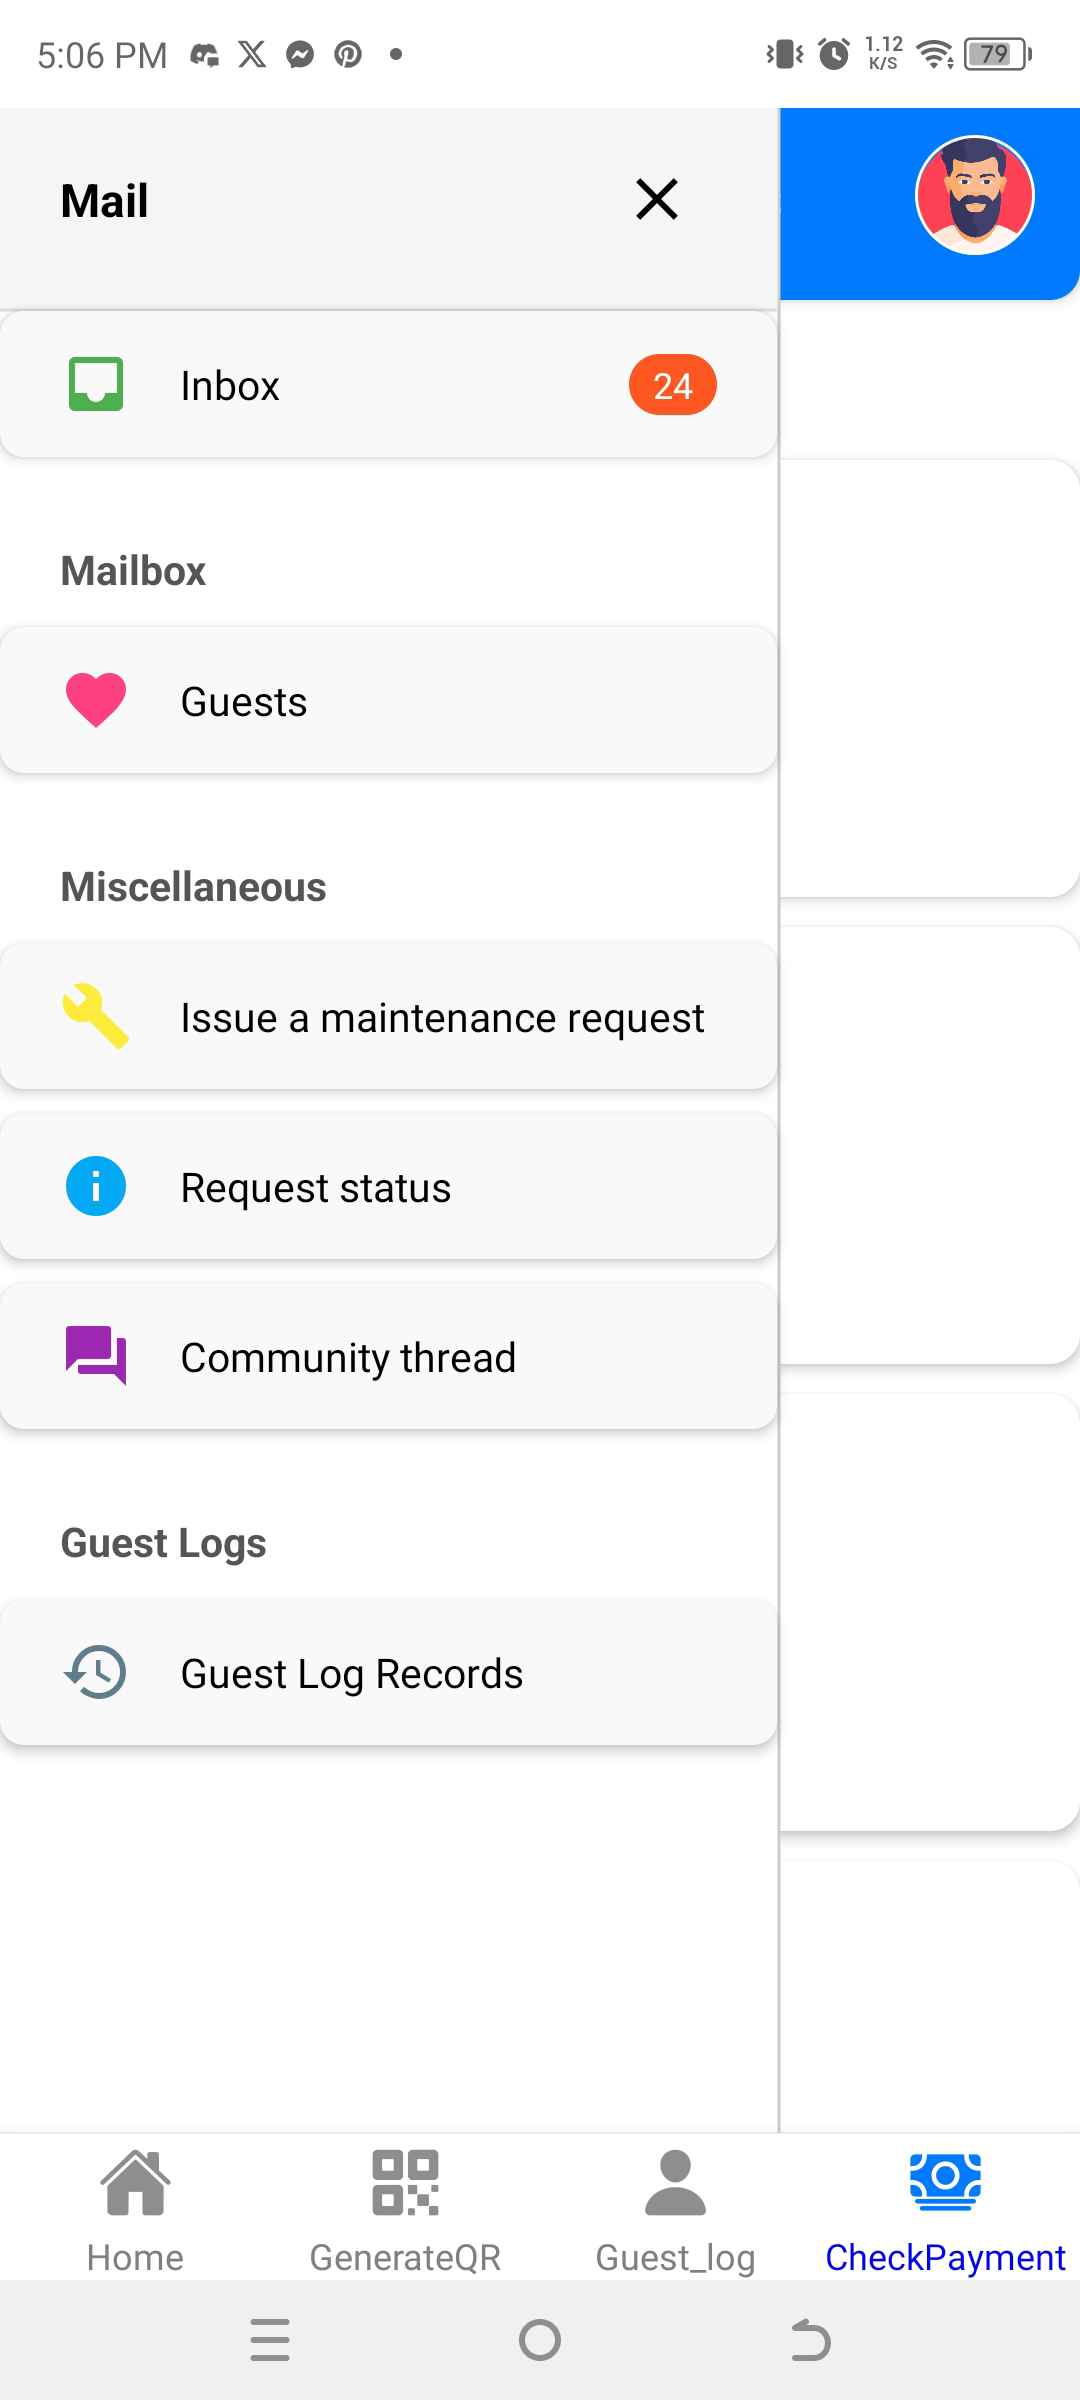 5:06 PM
1.12
K/S
79
Mail
Inbox
24
Mailbox
Guests
Miscellaneous
Issue a maintenance request
Request status
Community thread
Guest Logs
Guest Log Records
Home
GenerateQR
Guest_log
CheckPayment